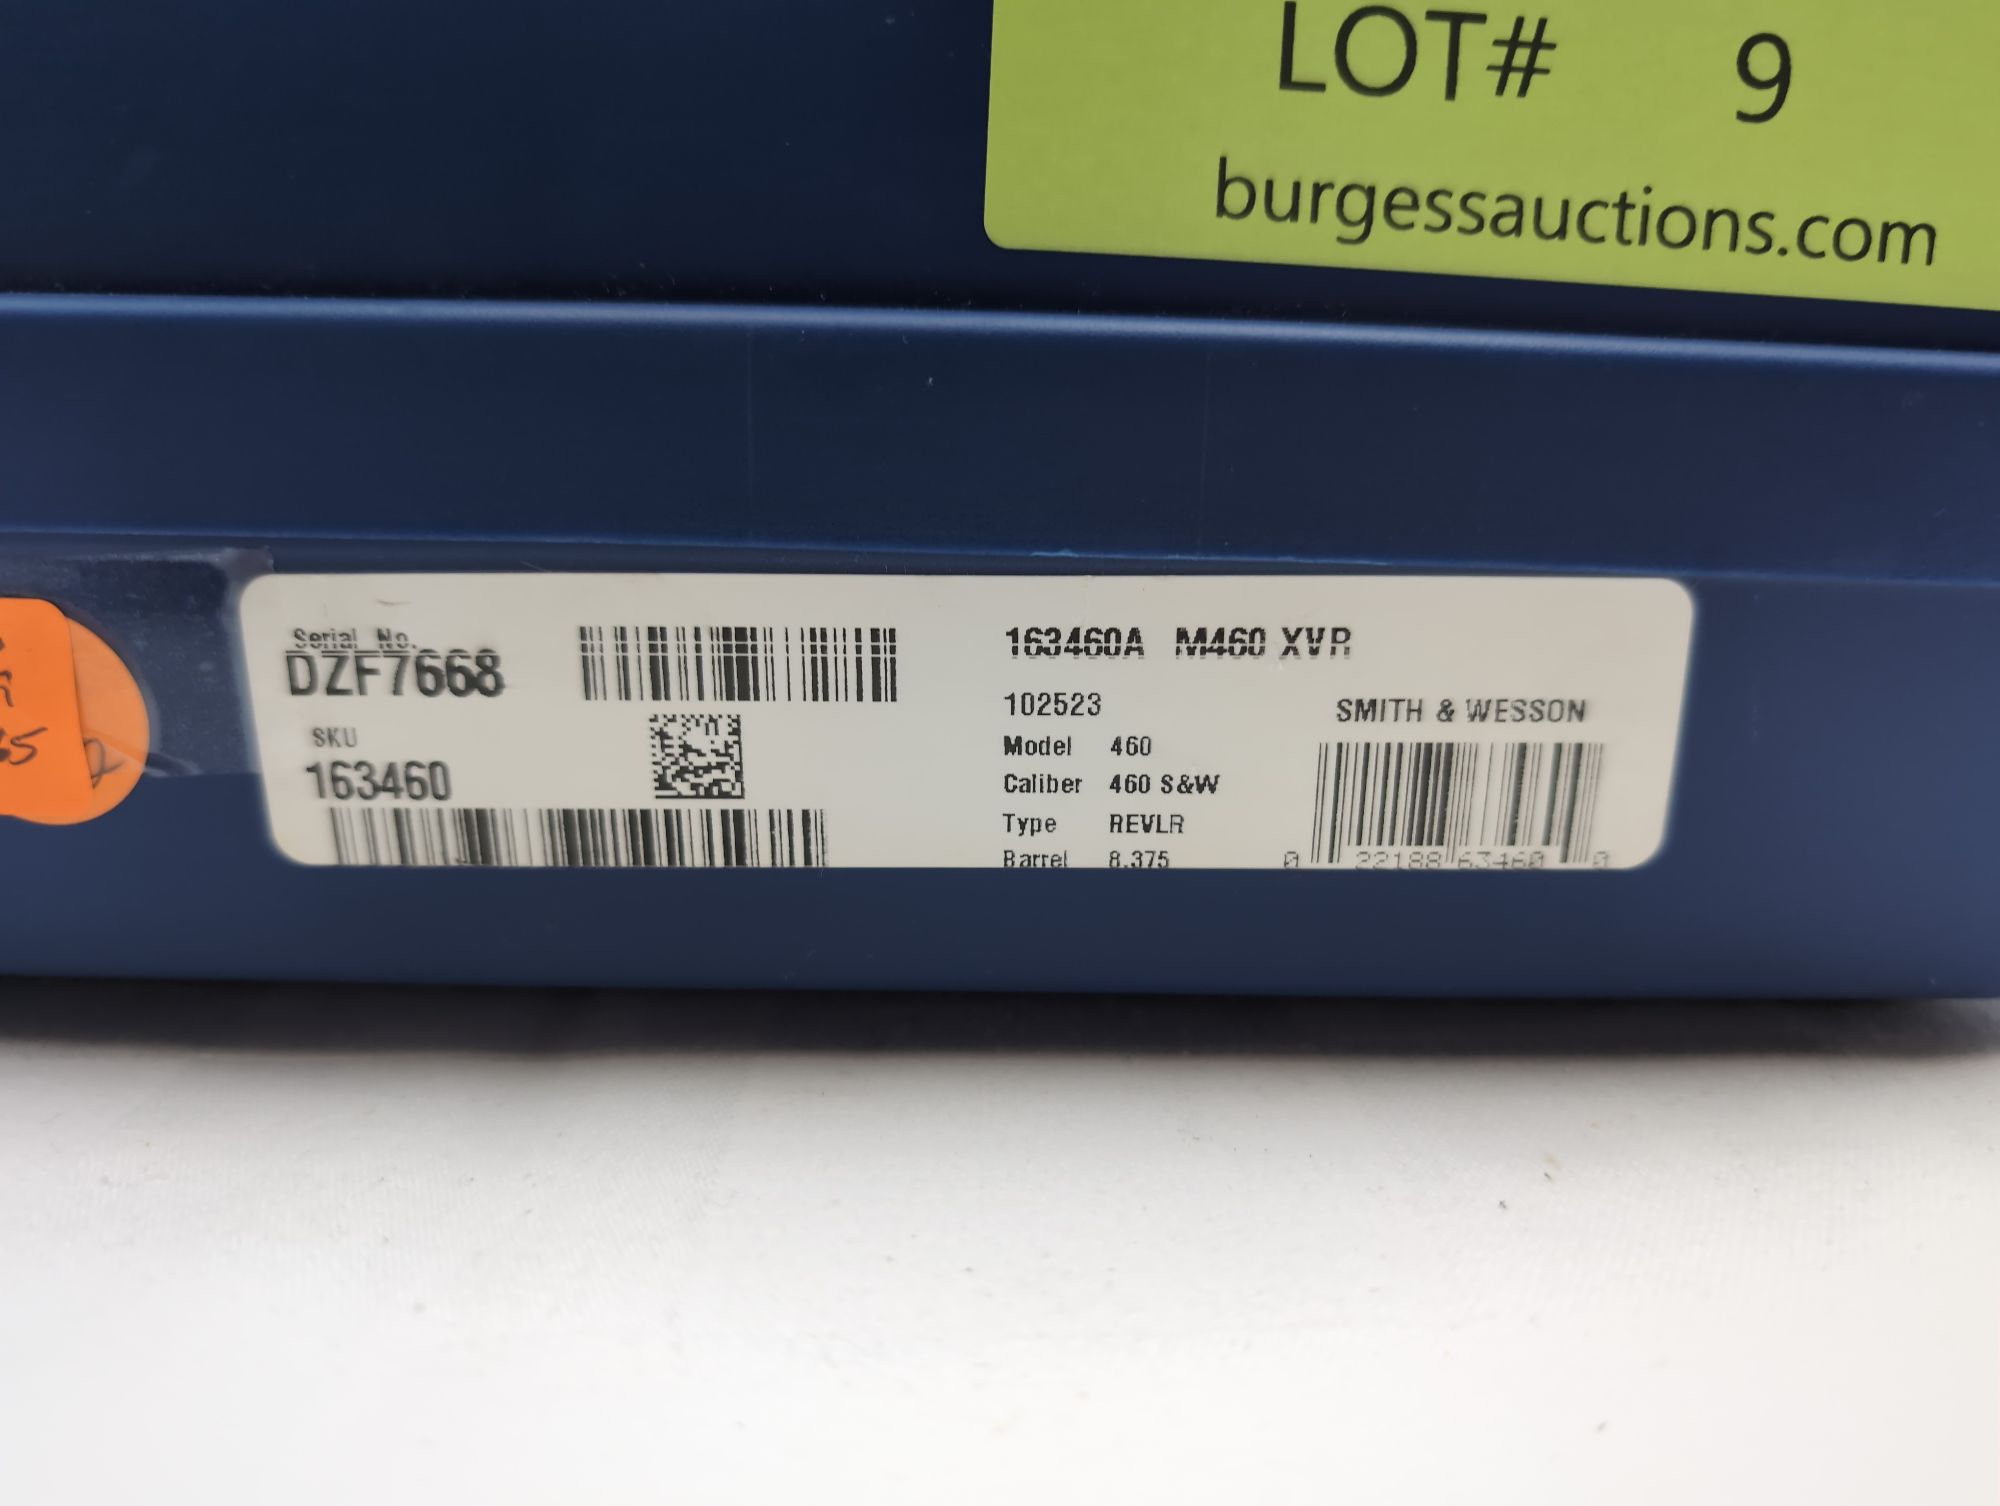 LOT# 9
burgessauctions.com
Serial No.
DZF7668
SKU
163460
163460A M460 XVR
102523
Model 460
Caliber 460 S&W
Type REVLR
Barrel 8.375
SMITH & WESSON
0 22188 63460 0